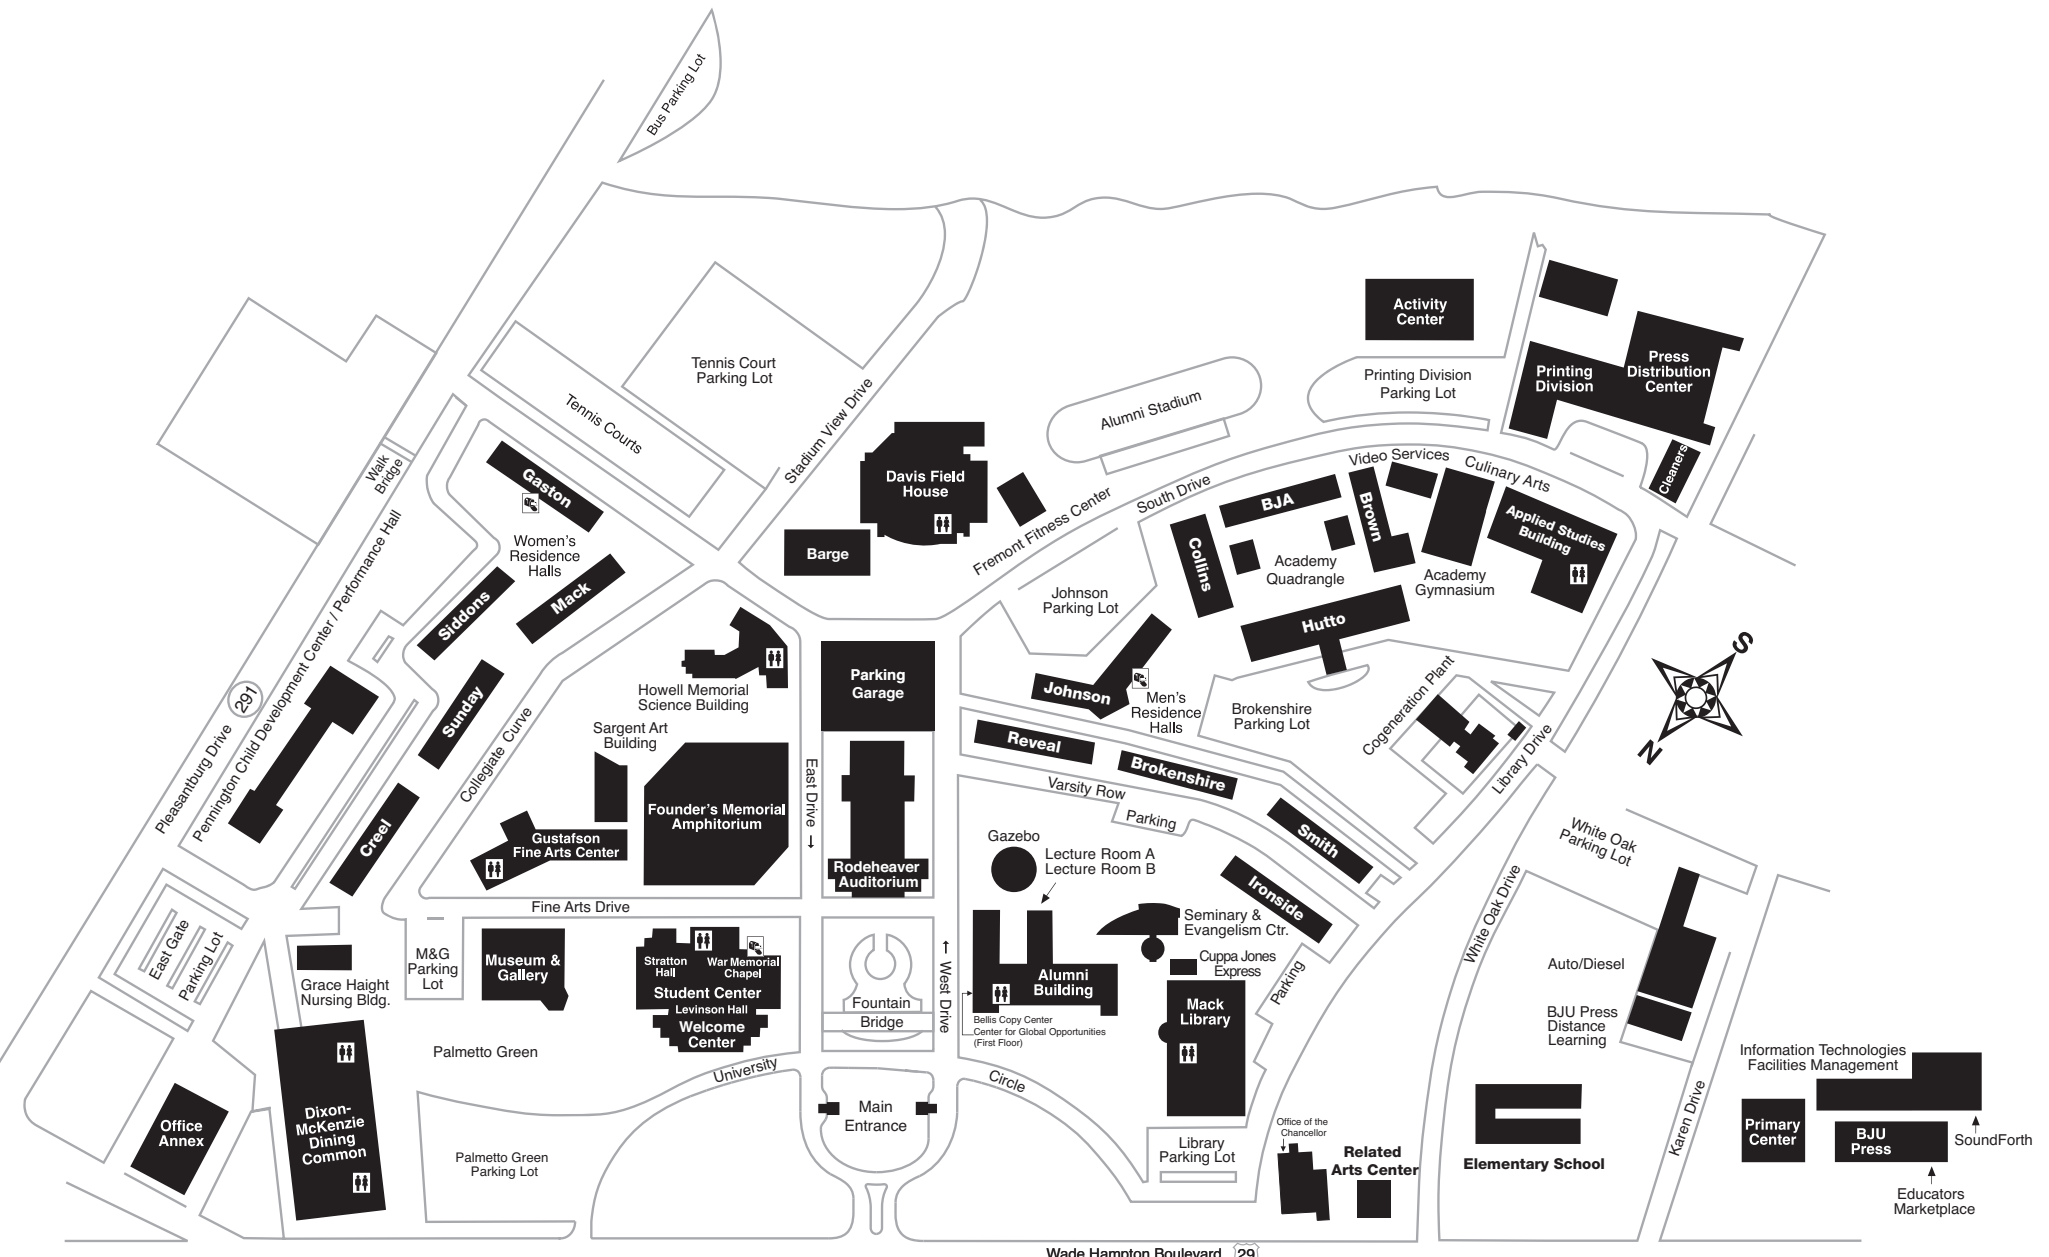 Bus Parking Lot
Activity
Center
Tennis Court
Parking Lot
Printing Division
Parking Lot
Printing
Division
Press
Distribution
Center
Tennis Courts
Stadium View Drive
Alumni Stadium
Walk
Bridge
Gaston
Davis Field
House
Video Services
Culinary Arts
Cleaners
Fremont Fitness Center
South Drive
BJA
Brown
Applied Studies
Building
Women's
Residence
Halls
Barge
Collins
Academy
Quadrangle
Academy
Gymnasium
Siddons
Mack
Johnson
Parking Lot
Hutto
Pleasantburg Drive
291
Pennington Child Development Center / Performance Hall
Sunday
Howell Memorial
Science Building
Parking
Garage
Johnson
Men's
Residence
Halls
Brokenshire
Parking Lot
Cogeneration Plant
S
N
Sargent Art
Building
Collegiate Curve
Reveal
Brokenshire
Library Drive
East Drive
Varsity Row
Parking
Smith
Founder's Memorial
Amphitorium
Creel
Gustafson
Fine Arts Center
Rodeheaver
Auditorium
Gazebo
Lecture Room A
Lecture Room B
Ironside
White Oak
Parking Lot
White Oak Drive
Fine Arts Drive
East Gate
Parking Lot
Grace Haight
Nursing Bldg.
M&G
Parking
Lot
Museum &
Gallery
Stratton
Hall
War Memorial
Chapel
Student Center
Levinson Hall
Welcome
Center
Fountain
Bridge
West Drive
Alumni
Building
Seminary &
Evangelism Ctr.
Cuppa Jones
Express
Parking
Mack
Library
Bellis Copy Center
Center for Global Opportunities
(First Floor)
Auto/Diesel
BJU Press
Distance
Learning
Palmetto Green
University
Circle
Main
Entrance
Information Technologies
Facilities Management
Office
Annex
Dixon-
McKenzie
Dining
Common
Palmetto Green
Parking Lot
Library
Parking Lot
Office of the
Chancellor
Related
Arts Center
Elementary School
Karen Drive
Primary
Center
BJU
Press
SoundForth
Educators
Marketplace
Wade Hampton Boulevard 29